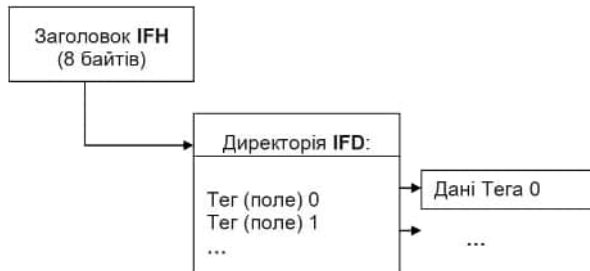 Заголовок IFH
(8 байтів)
Директорія IFD:
Тег (поле) 0
Тег (поле) 1
...
Дані Тега 0
...